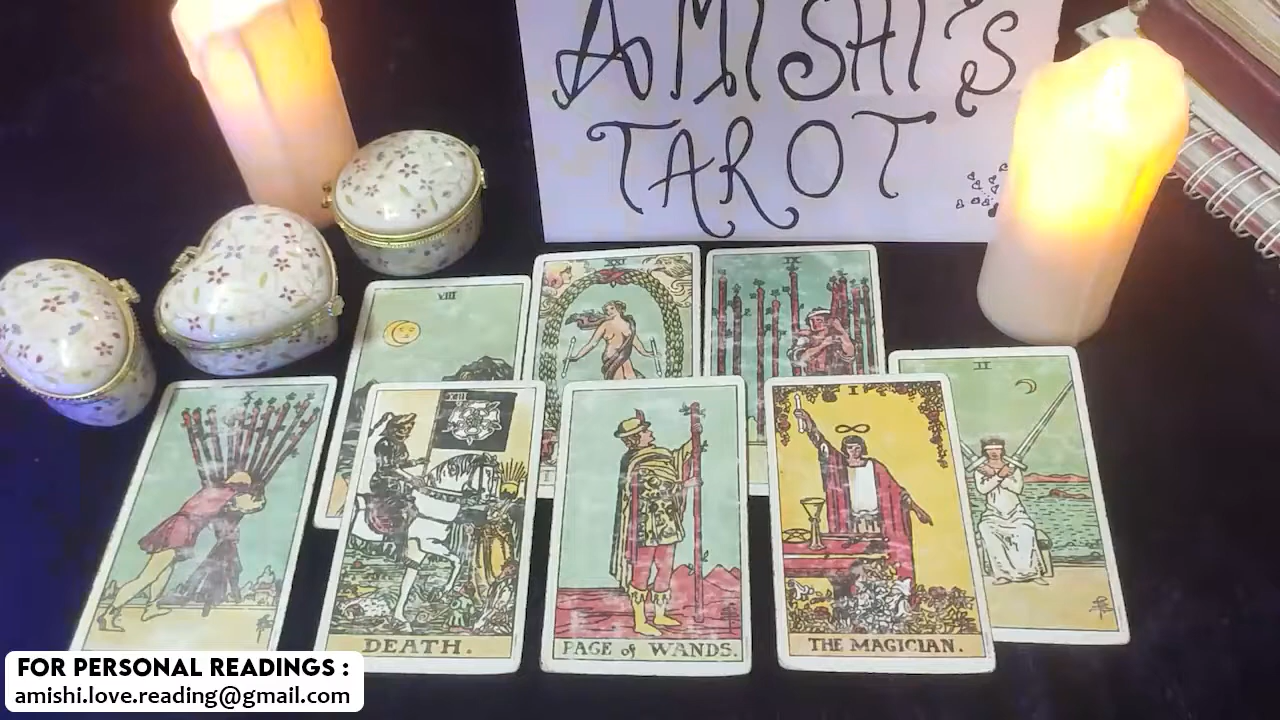 AMISHI'S
TAROT
VIII
XXI
IX
II
X
XIII
I
DEATH.
PAGE of WANDS.
THE MAGICIAN.
FOR PERSONAL READINGS :
amishi.love.reading@gmail.com